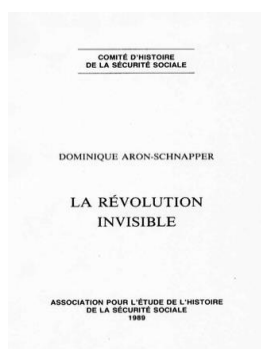 COMITÉ D'HISTOIRE
DE LA SÉCURITÉ SOCIALE
DOMINIQUE ARON-SCHNAPPER
LA RÉVOLUTION
INVISIBLE
ASSOCIATION POUR L'ÉTUDE DE L'HISTOIRE
DE LA SÉCURITÉ SOCIALE
1989